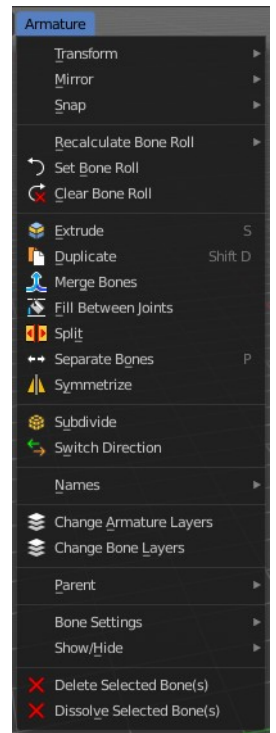 Armature
Transform
Mirror
Snap
Recalculate Bone Roll
Set Bone Roll
Clear Bone Roll
Extrude S
Duplicate Shift D
Merge Bones
Fill Between Joints
Split
Separate Bones P
Symmetrize
Subdivide
Switch Direction
Names
Change Armature Layers
Change Bone Layers
Parent
Bone Settings
Show/Hide
Delete Selected Bone(s)
Dissolve Selected Bone(s)